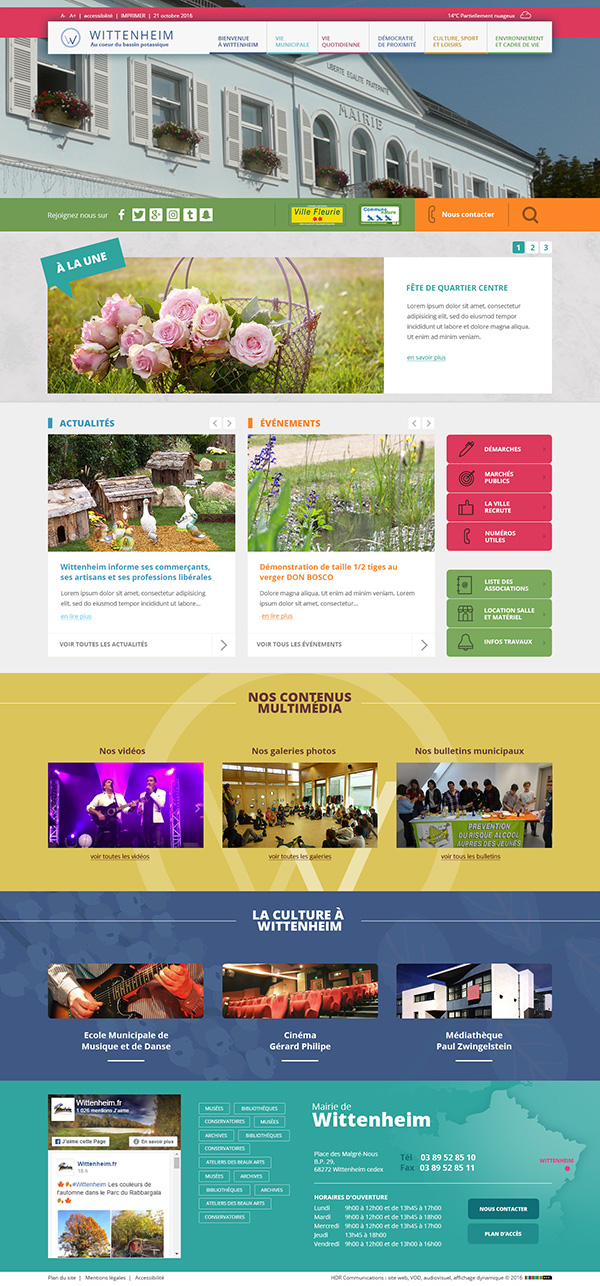 A-  A+  |  accessibilité  |  IMPRIMER  |  21 octobre 2016
14°C Partiellement nuageux
WITTENHEIM
Au coeur du bassin potassique
BIENVENUE
À WITTENHEIM
VIE
MUNICIPALE
VIE
QUOTIDIENNE
DÉMOCRATIE
DE PROXIMITÉ
CULTURE, SPORT
ET LOISIRS
ENVIRONNEMENT
ET CADRE DE VIE
LIBERTE EGALITE FRATERNITE
MAIRIE
Rejoignez nous sur
Ville Fleurie
Commune
nature
Nous contacter
1 2 3
À LA UNE
FÊTE DE QUARTIER CENTRE
Lorem ipsum dolor sit amet, consectetur
adipisicing elit, sed do eiusmod tempor
incididunt ut labore et dolore magna aliqua.
Ut enim ad minim veniam.
en savoir plus
ACTUALITÉS
Wittenheim informe ses commerçants,
ses artisans et ses professions libérales
Lorem ipsum dolor sit amet, consectetur adipisicing
elit, sed do eiusmod tempor incididunt ut labore...
en lire plus
VOIR TOUTES LES ACTUALITÉS
ÉVÉNEMENTS
Démonstration de taille 1/2 tiges au
verger DON BOSCO
Dolore magna aliqua. Ut enim ad minim veniam, conset
dolor sit amet, consectetur...
en lire plus
VOIR TOUS LES ÉVÉNEMENTS
DÉMARCHES
MARCHÉS
PUBLICS
LA VILLE
RECRUTE
NUMÉROS
UTILES
LISTE DES
ASSOCIATIONS
LOCATION SALLE
ET MATÉRIEL
INFOS TRAVAUX
NOS CONTENUS
MULTIMÉDIA
Nos vidéos
Nos galeries photos
Nos bulletins municipaux
PREVENTION
DU RISQUE ALCOOL
AUPRES DES JEUNES
voir toutes les vidéos
voir toutes les galeries
voir tous les bulletins
LA CULTURE À
WITTENHEIM
Ecole Municipale de
Musique et de Danse
Cinéma
Gérard Philipe
Médiathèque
Paul Zwingelstein
Wittenheim.fr
1 026 mentions J'aime
J'aime cette Page
En savoir plus
Wittenheim.fr
18 h
#Wittenheim Les couleurs de
l'automne dans le Parc du Rabbargala
MUSÉES
BIBLIOTHÈQUES
CONSERVATOIRES
MUSÉES
ARCHIVES
BIBLIOTHÈQUES
CONSERVATOIRES
ATELIERS DES BEAUX ARTS
MUSÉES
ARCHIVES
BIBLIOTHÈQUES
ARCHIVES
ATELIERS DES BEAUX ARTS
CONSERVATOIRES
Mairie de
Wittenheim
Place des Malgré-Nous
B.P. 29,
68272 Wittenheim cedex
Tél 03 89 52 85 10
Fax 03 89 52 85 11
WITTENHEIM
HORAIRES D'OUVERTURE
Lundi 9h00 à 12h00 et de 13h45 à 17h00
Mardi 9h00 à 12h00 et de 13h45 à 18h00
Mercredi 9h00 à 12h00 et de 13h45 à 18h00
Jeudi 13h45 à 18h00
Vendredi 9h00 à 12h00 et de 13h45 à 16h00
NOUS CONTACTER
PLAN D'ACCÈS
Plan du site  |  Mentions légales  |  Accessibilité
HDR Communications : site web, VOD, audiovisuel, affichage dynamique © 2016